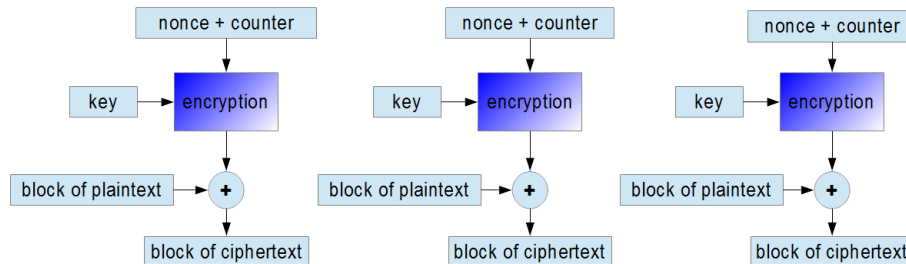 nonce + counter
nonce + counter
nonce + counter
key
encryption
key
encryption
key
encryption
block of plaintext
+
block of plaintext
+
block of plaintext
+
block of ciphertext
block of ciphertext
block of ciphertext